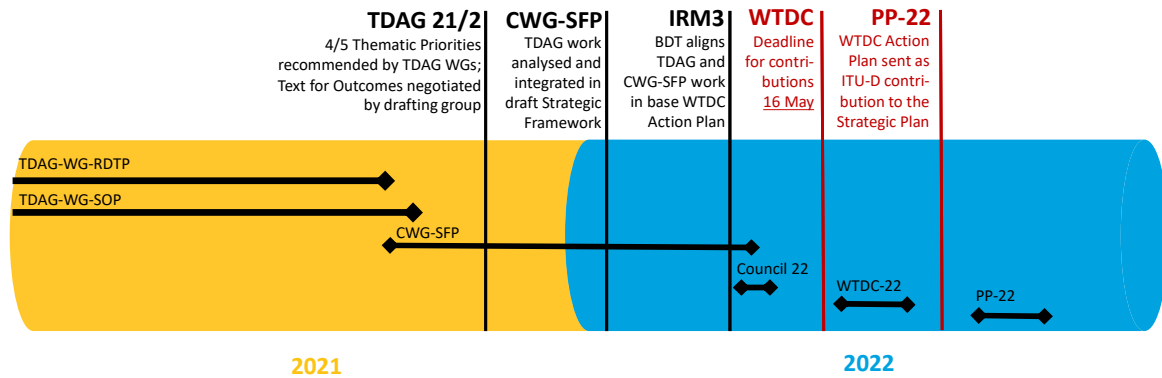 TDAG 21/2
4/5 Thematic Priorities
recommended by TDAG WGs;
Text for Outcomes negotiated
by drafting group
CWG-SFP
TDAG work
analysed and
integrated in
draft Strategic
Framework
IRM3
BDT aligns
TDAG and
CWG-SFP work
in base WTDC
Action Plan
WTDC
Deadline
for contri-
butions
16 May
PP-22
WTDC Action
Plan sent as
ITU-D contri-
bution to the
Strategic Plan
TDAG-WG-RDTP
TDAG-WG-SOP
CWG-SFP
Council 22
WTDC-22
PP-22
2021
2022